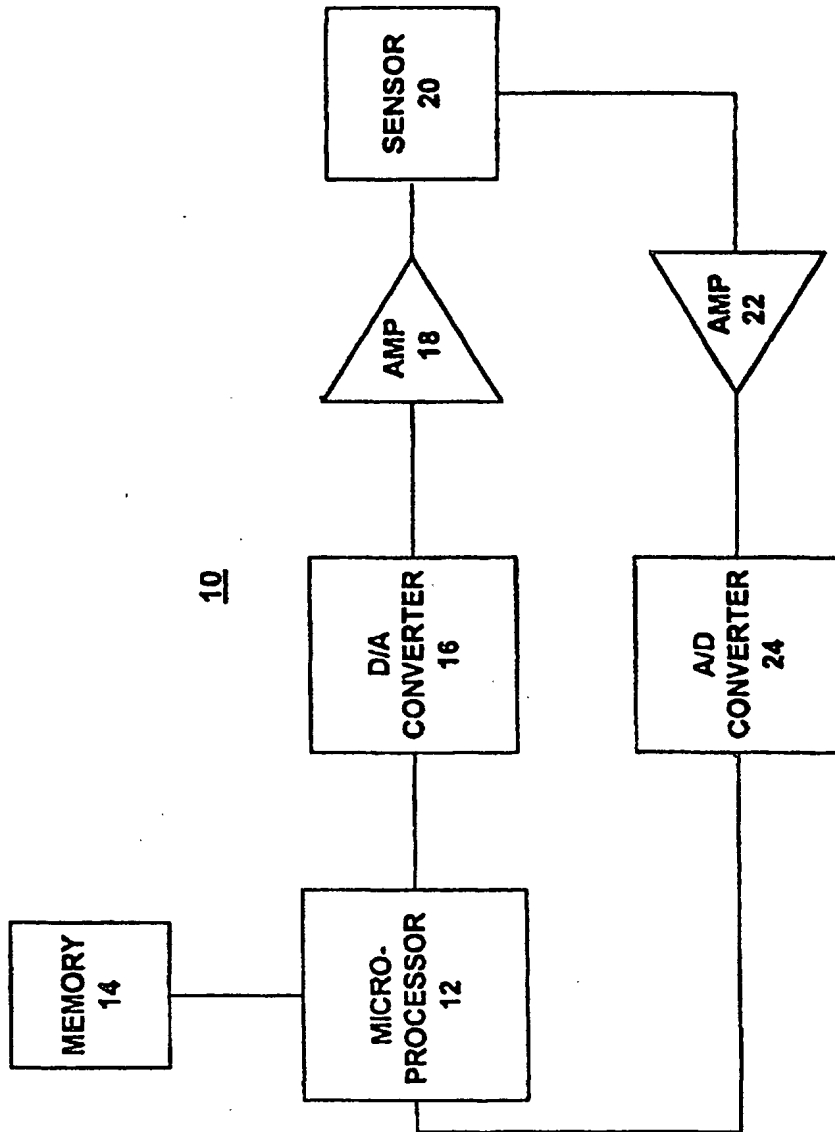 10
MEMORY
14
MICRO-
PROCESSOR
12
D/A
CONVERTER
16
AMP
18
SENSOR
20
A/D
CONVERTER
24
AMP
22